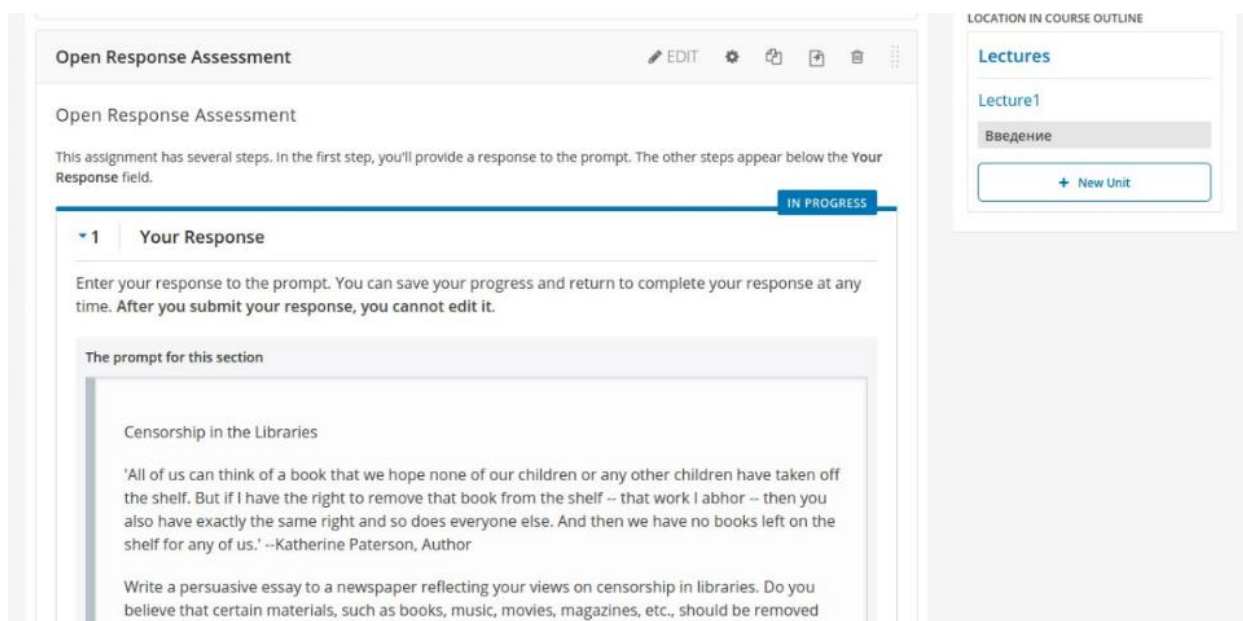 Open Response Assessment
EDIT
Open Response Assessment
This assignment has several steps. In the first step, you'll provide a response to the prompt. The other steps appear below the Your
Response field.
IN PROGRESS
1 Your Response
Enter your response to the prompt. You can save your progress and return to complete your response at any
time. After you submit your response, you cannot edit it.
The prompt for this section
Censorship in the Libraries
'All of us can think of a book that we hope none of our children or any other children have taken off
the shelf. But if I have the right to remove that book from the shelf -- that work I abhor -- then you
also have exactly the same right and so does everyone else. And then we have no books left on the
shelf for any of us.' --Katherine Paterson, Author
Write a persuasive essay to a newspaper reflecting your views on censorship in libraries. Do you
believe that certain materials, such as books, music, movies, magazines, etc., should be removed
LOCATION IN COURSE OUTLINE
Lectures
Lecture1
Введение
+ New Unit